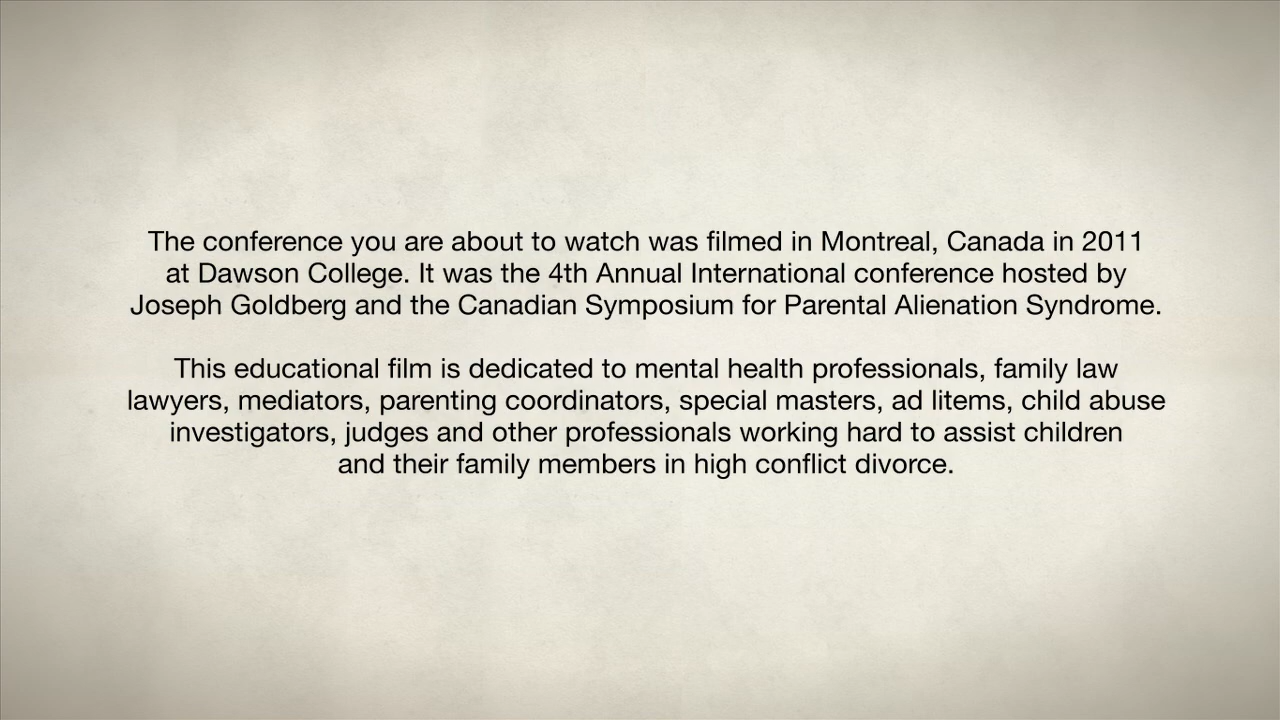 The conference you are about to watch was filmed in Montreal, Canada in 2011
at Dawson College. It was the 4th Annual International conference hosted by
Joseph Goldberg and the Canadian Symposium for Parental Alienation Syndrome.
This educational film is dedicated to mental health professionals, family law
lawyers, mediators, parenting coordinators, special masters, ad litems, child abuse
investigators, judges and other professionals working hard to assist children
and their family members in high conflict divorce.